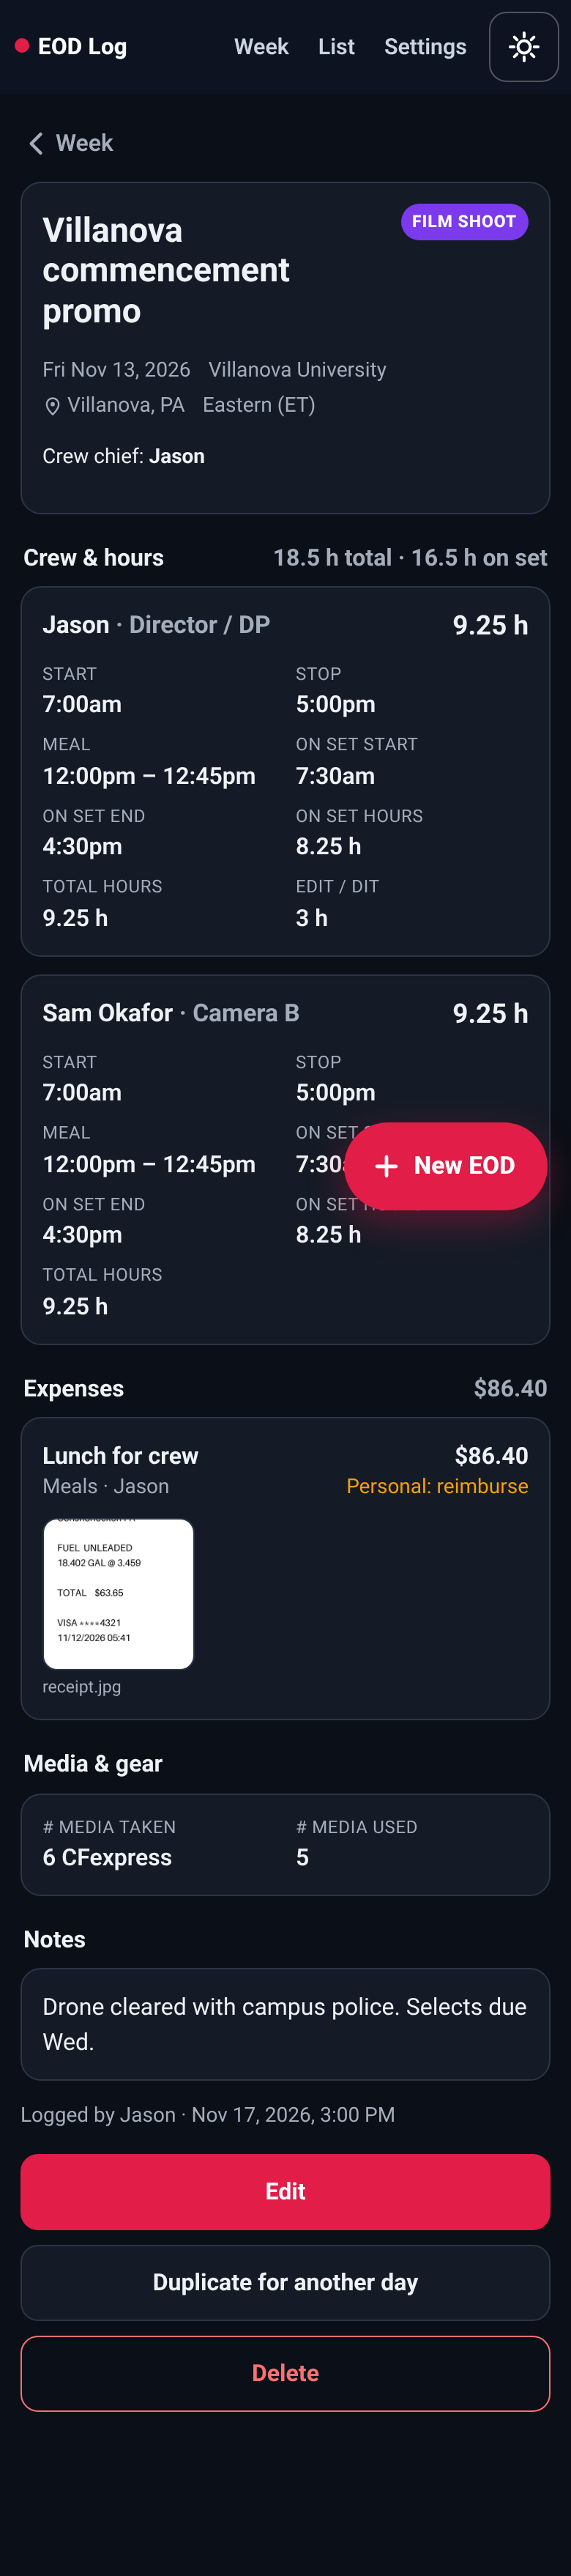 EOD Log
Week List Settings
Week
Villanova
commencement
promo
FILM SHOOT
Fri Nov 13, 2026 Villanova University
Villanova, PA Eastern (ET)
Crew chief: Jason
Crew & hours 18.5 h total · 16.5 h on set
Jason · Director / DP 9.25 h
START STOP
7:00am 5:00pm
MEAL ON SET START
12:00pm – 12:45pm 7:30am
ON SET END ON SET HOURS
4:30pm 8.25 h
TOTAL HOURS EDIT / DIT
9.25 h 3 h
Sam Okafor · Camera B 9.25 h
START STOP
7:00am 5:00pm
MEAL ON SET
12:00pm – 12:45pm 7:30
+ New EOD
ON SET END ON SET
4:30pm 8.25 h
TOTAL HOURS
9.25 h
Expenses $86.40
Lunch for crew $86.40
Meals · Jason Personal: reimburse
FUEL UNLEADED
18.402 GAL @ 3.459
TOTAL $63.65
VISA ****4321
11/12/2026 05:41
receipt.jpg
Media & gear
# MEDIA TAKEN # MEDIA USED
6 CFexpress 5
Notes
Drone cleared with campus police. Selects due
Wed.
Logged by Jason · Nov 17, 2026, 3:00 PM
Edit
Duplicate for another day
Delete